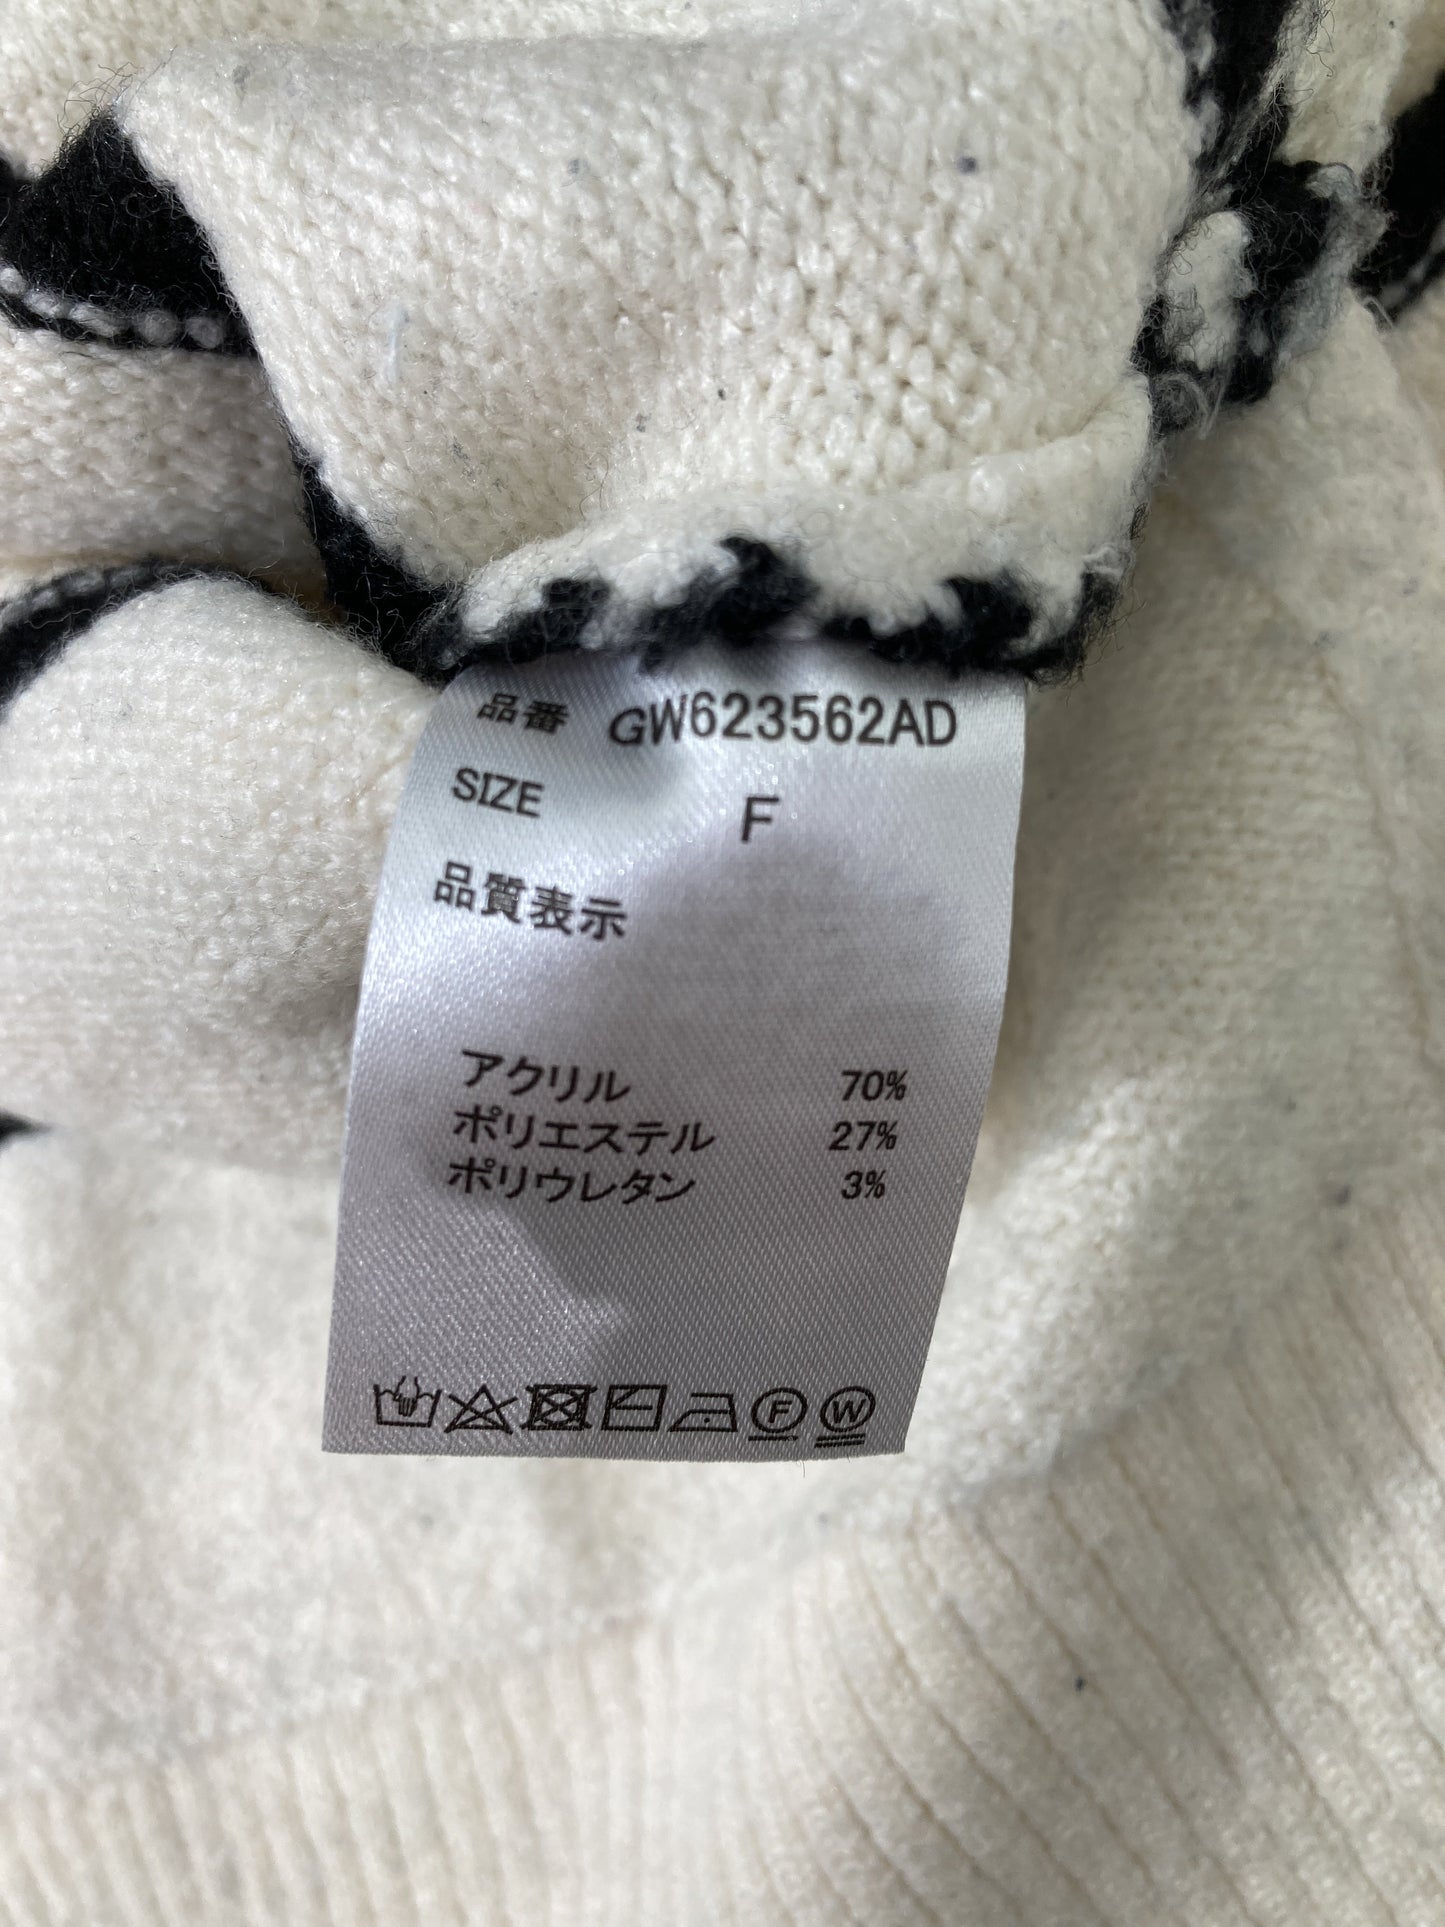 品番 GW623562AD
SIZE F
品質表示
アクリル 70%
ポリエステル 27%
ポリウレタン 3%
F W